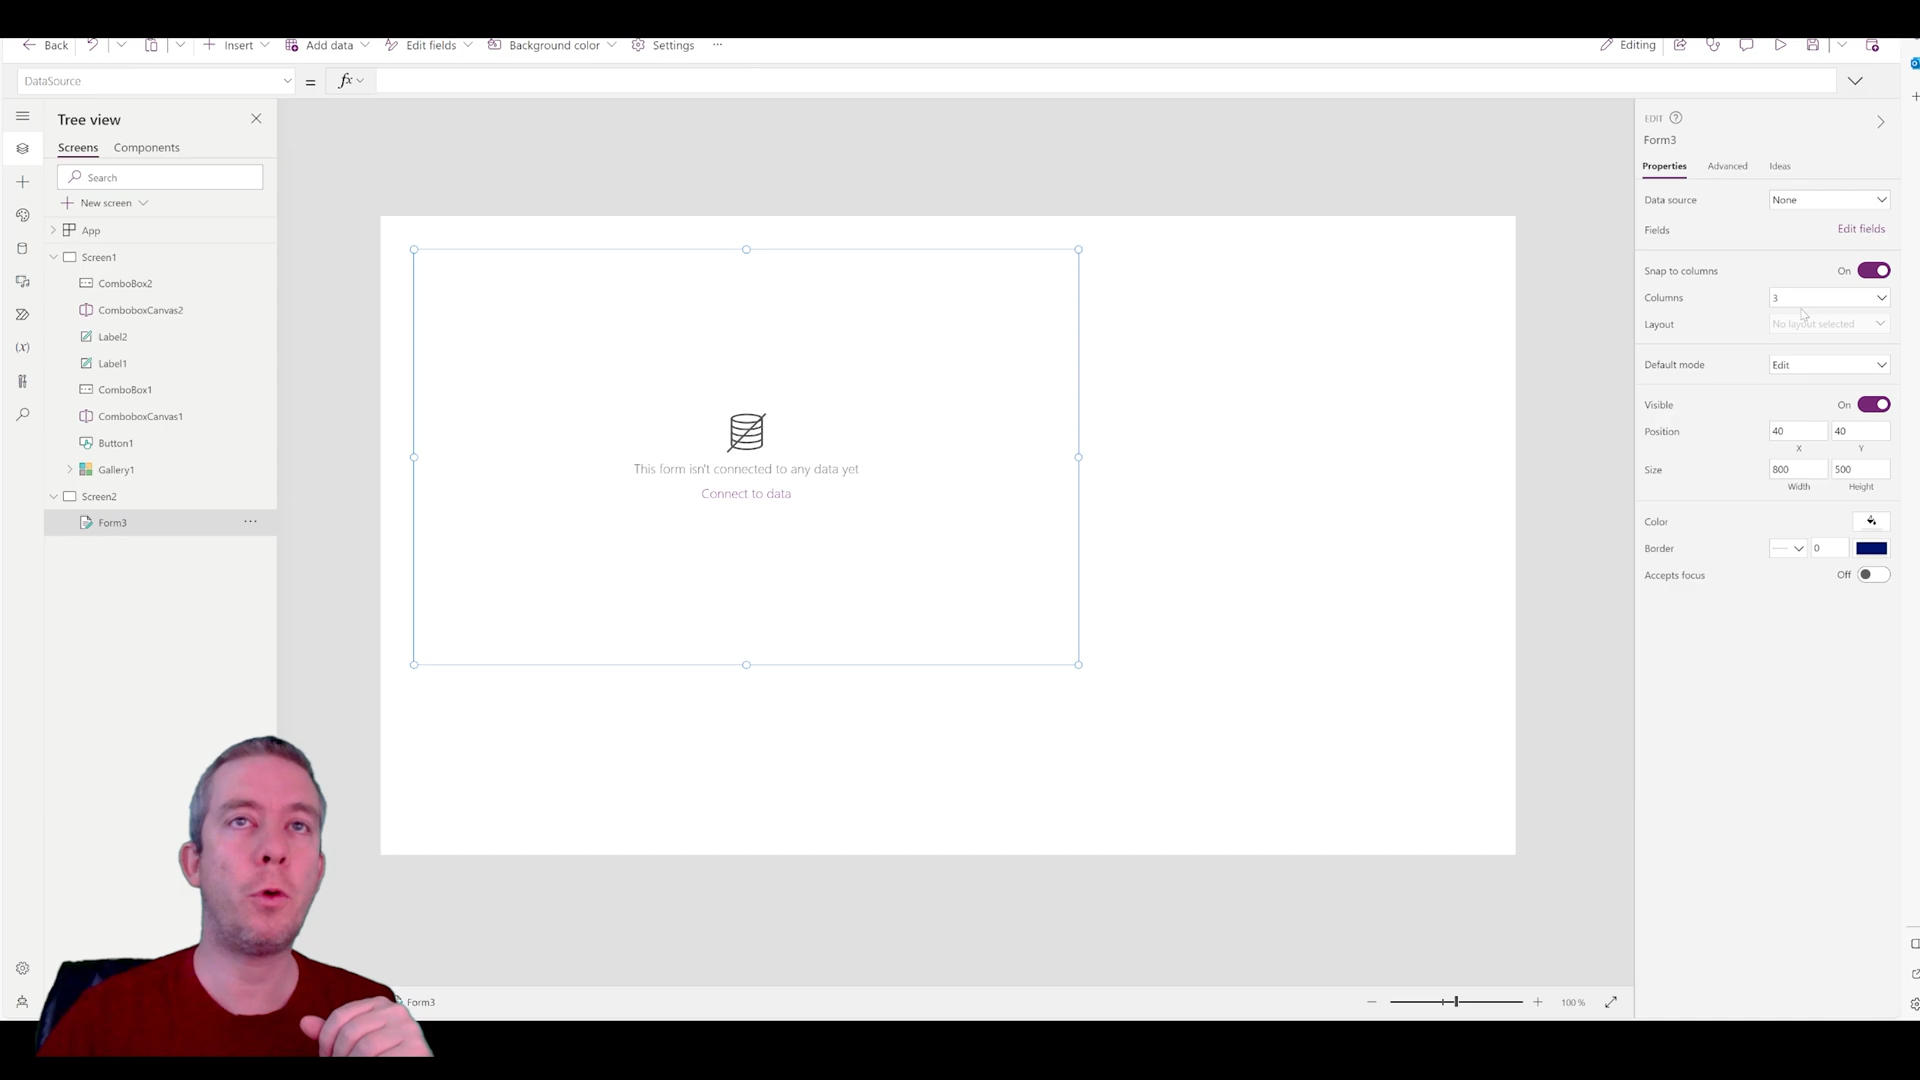 Back
Insert
Add data
Edit fields
Background color
Settings
Editing
DataSource
=
fx
Tree view
Screens
Components
Search
New screen
App
Screen1
ComboBox2
ComboboxCanvas2
Label2
Label1
ComboBox1
ComboboxCanvas1
Button1
Gallery1
Screen2
Form3
This form isn't connected to any data yet
Connect to data
Form3
100 %
EDIT
Form3
Properties
Advanced
Ideas
Data source
None
Fields
Edit fields
Snap to columns
On
Columns
3
Layout
No layout selected
Default mode
Edit
Visible
On
Position
40
40
X
Y
Size
800
500
Width
Height
Color
Border
0
Accepts focus
Off